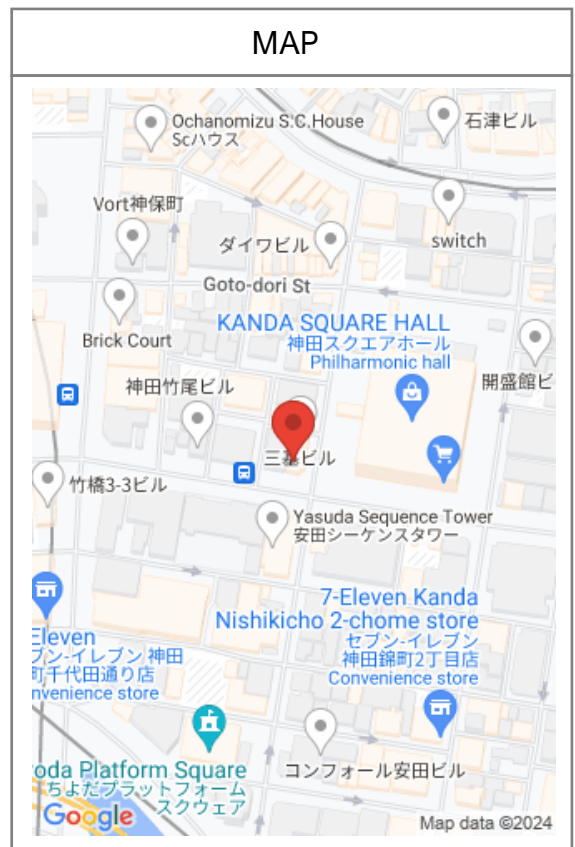 MAP
Ochanomizu S.C.House
Scハウス
石津ビル
Vort神保町
switch
ダイワビル
Goto-dori St
KANDA SQUARE HALL
神田スクエアホール
Philharmonic hall
Brick Court
開盛館ビ
神田竹尾ビル
三基ビル
竹橋3-3ビル
Yasuda Sequence Tower
安田シーケンスタワー
7-Eleven Kanda
Nishikicho 2-chome store
セブン-イレブン
神田錦町2丁目店
Convenience store
Eleven
ブン-イレブン 神田
町千代田通り店
nvenience store
roda Platform Square
ちよだプラットフォーム
スクウェア
コンフォール安田ビル
Google
Map data ©2024